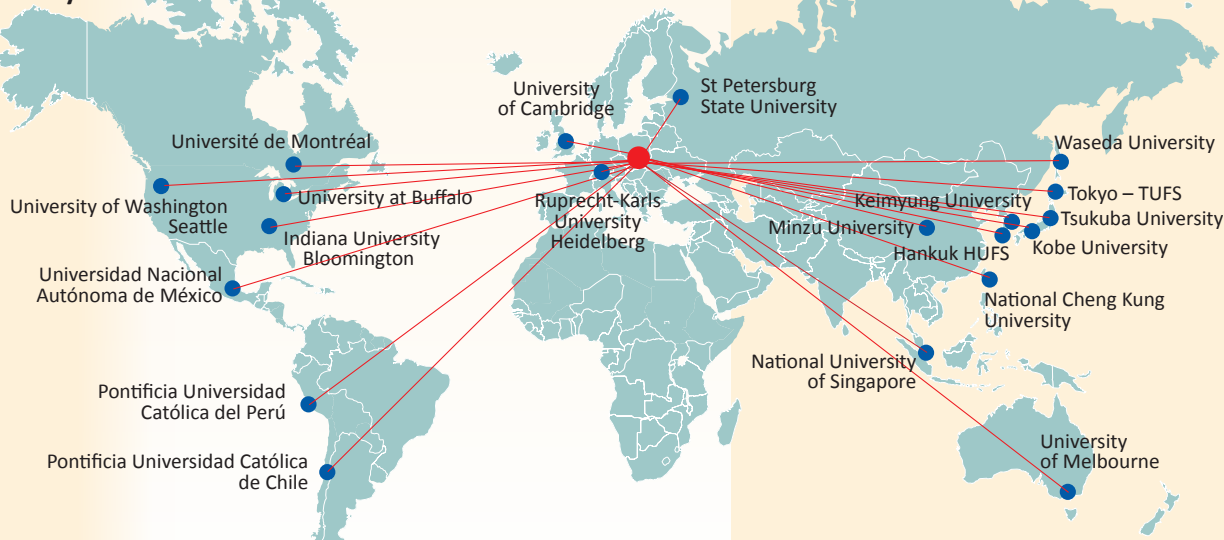 University
of Cambridge
St Petersburg
State University
Université de Montréal
Waseda University
University at Buffalo
Tokyo – TUFS
University of Washington
Seattle
Ruprecht-Karls
University
Heidelberg
Keimyung University
Tsukuba University
Minzu University
Indiana University
Bloomington
Hankuk HUFS
Kobe University
Universidad Nacional
Autónoma de México
National Cheng Kung
University
National University
of Singapore
Pontificia Universidad
Católica del Perú
University
of Melbourne
Pontificia Universidad Católica
de Chile